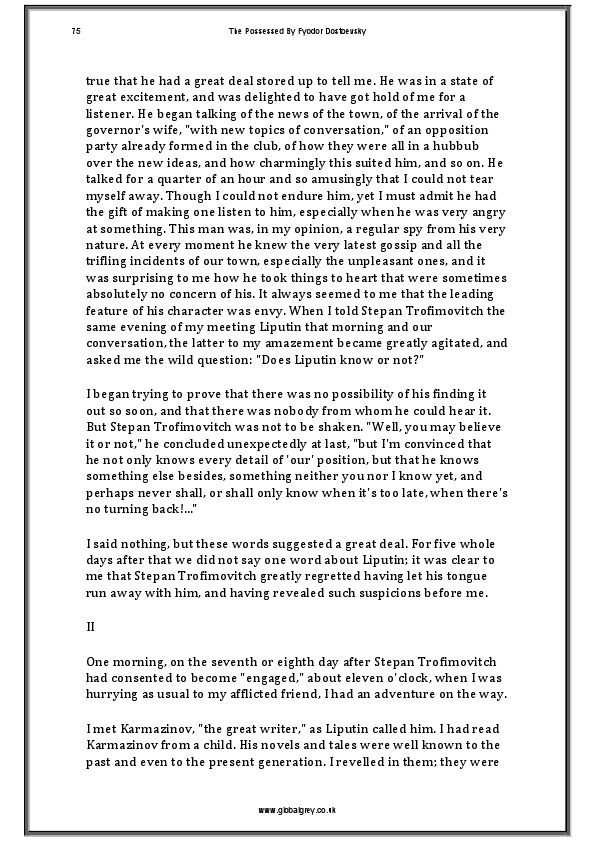 75 The Possessed By Fyodor Dostoevsky
true that he had a great deal stored up to tell me. He was in a state of
great excitement, and was delighted to have got hold of me for a
listener. He began talking of the news of the town, of the arrival of the
governor's wife, "with new topics of conversation," of an opposition
party already formed in the club, of how they were all in a hubbub
over the new ideas, and how charmingly this suited him, and so on. He
talked for a quarter of an hour and so amusingly that I could not tear
myself away. Though I could not endure him, yet I must admit he had
the gift of making one listen to him, especially when he was very angry
at something. This man was, in my opinion, a regular spy from his very
nature. At every moment he knew the very latest gossip and all the
trifling incidents of our town, especially the unpleasant ones, and it
was surprising to me how he took things to heart that were sometimes
absolutely no concern of his. It always seemed to me that the leading
feature of his character was envy. When I told Stepan Trofimovitch the
same evening of my meeting Liputin that morning and our
conversation, the latter to my amazement became greatly agitated, and
asked me the wild question: "Does Liputin know or not?"
I began trying to prove that there was no possibility of his finding it
out so soon, and that there was nobody from whom he could hear it.
But Stepan Trofimovitch was not to be shaken. "Well, you may believe
it or not," he concluded unexpectedly at last, "but I'm convinced that
he not only knows every detail of 'our' position, but that he knows
something else besides, something neither you nor I know yet, and
perhaps never shall, or shall only know when it's too late, when there's
no turning back!..."
I said nothing, but these words suggested a great deal. For five whole
days after that we did not say one word about Liputin; it was clear to
me that Stepan Trofimovitch greatly regretted having let his tongue
run away with him, and having revealed such suspicions before me.
II
One morning, on the seventh or eighth day after Stepan Trofimovitch
had consented to become "engaged," about eleven o'clock, when I was
hurrying as usual to my afflicted friend, I had an adventure on the way.
I met Karmazinov, "the great writer," as Liputin called him. I had read
Karmazinov from a child. His novels and tales were well known to the
past and even to the present generation. I revelled in them; they were
www.globalgrey.co.uk